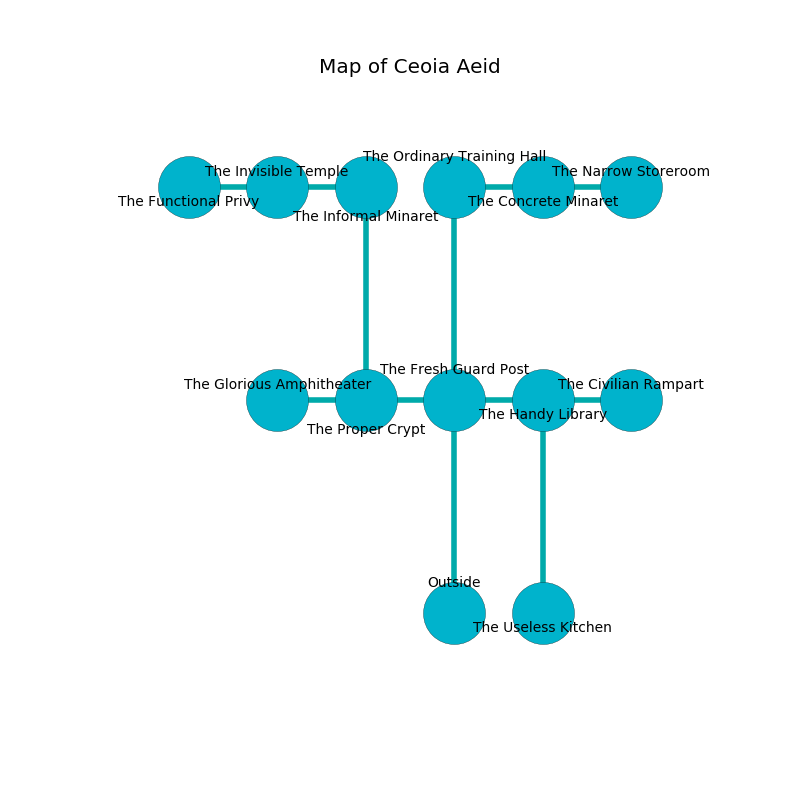 Map of Ceoia Aeid
The Ordinary Training Hall
The Invisible Temple
The Narrow Storeroom
The Functional Privy
The Concrete Minaret
The Informal Minaret
The Fresh Guard Post
The Glorious Amphitheater
The Civilian Rampart
The Handy Library
The Proper Crypt
Outside
The Useless Kitchen